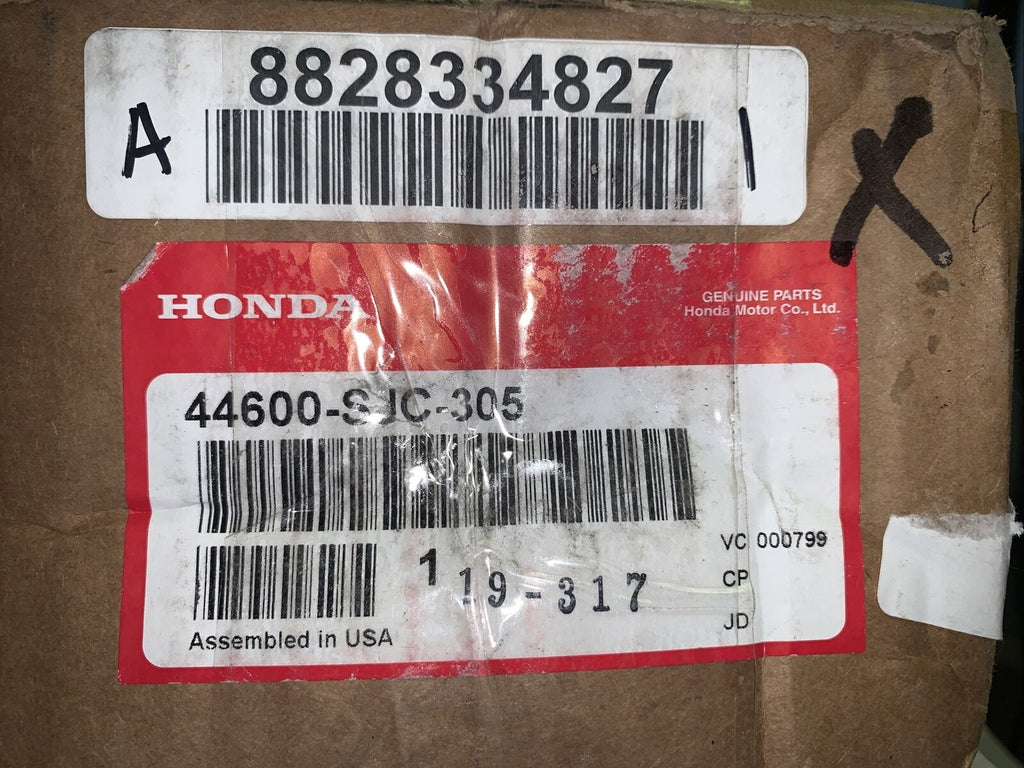 8828334827
A
1
X
HONDA
GENUINE PARTS
Honda Motor Co., Ltd.
44600-SJC-305
1 19-317
VC 000799
CP
JD
Assembled in USA